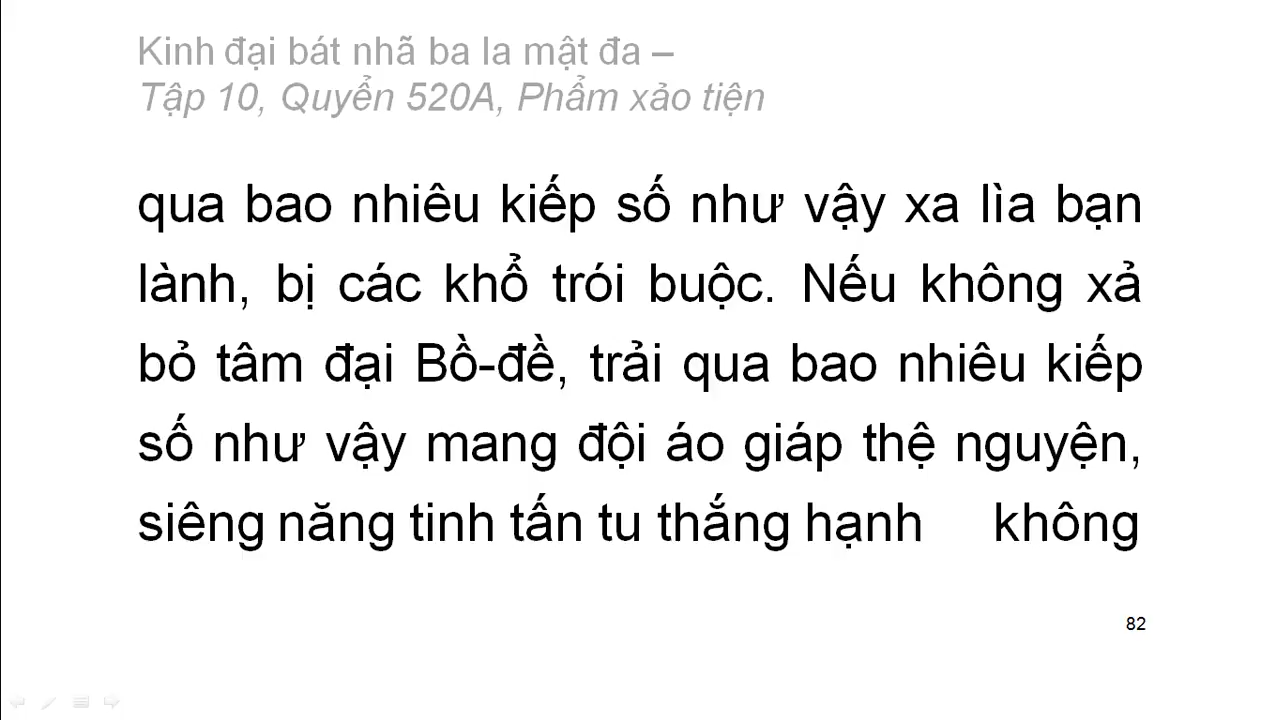 Kinh đại bát nhã ba la mật đa –
Tập 10, Quyển 520A, Phẩm xảo tiện
qua bao nhiêu kiếp số như vậy xa lìa bạn
lành, bị các khổ trói buộc. Nếu không xả
bỏ tâm đại Bồ-đề, trải qua bao nhiêu kiếp
số như vậy mang đội áo giáp thệ nguyện,
siêng năng tinh tấn tu thắng hạnh không
82